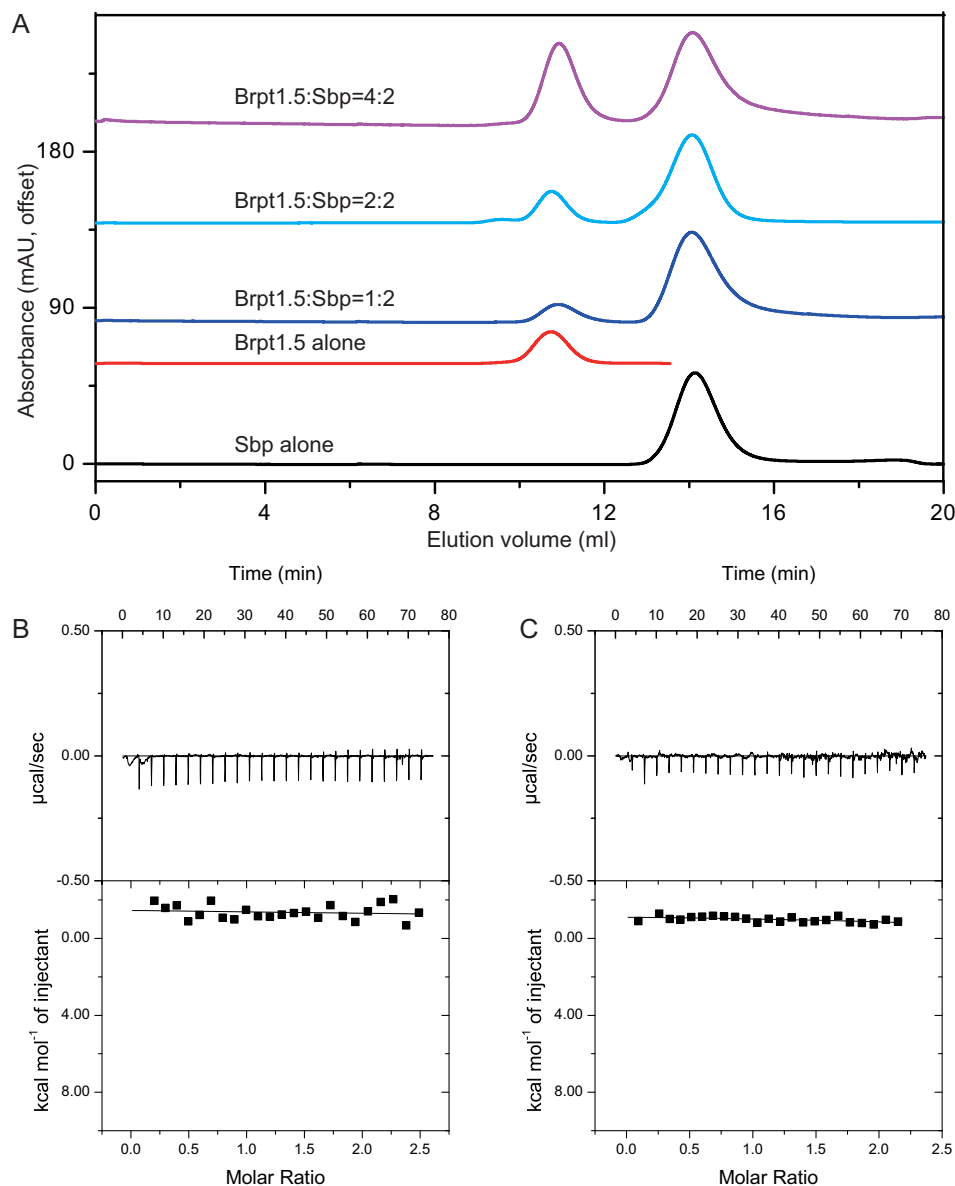 A
Absorbance (mAU, offset)
180
90
0
Brpt1.5:Sbp=4:2
Brpt1.5:Sbp=2:2
Brpt1.5:Sbp=1:2
Brpt1.5 alone
Sbp alone
0 4 8 12 16 20
Elution volume (ml)
B
Time (min)
0 10 20 30 40 50 60 70 80
0.50
0.00
-0.50
µcal/sec
0.00
4.00
8.00
kcal mol⁻¹ of injectant
0.0 0.5 1.0 1.5 2.0 2.5
Molar Ratio
C
Time (min)
0 10 20 30 40 50 60 70 80
0.50
0.00
-0.50
µcal/sec
0.00
4.00
8.00
kcal mol⁻¹ of injectant
0.0 0.5 1.0 1.5 2.0 2.5
Molar Ratio